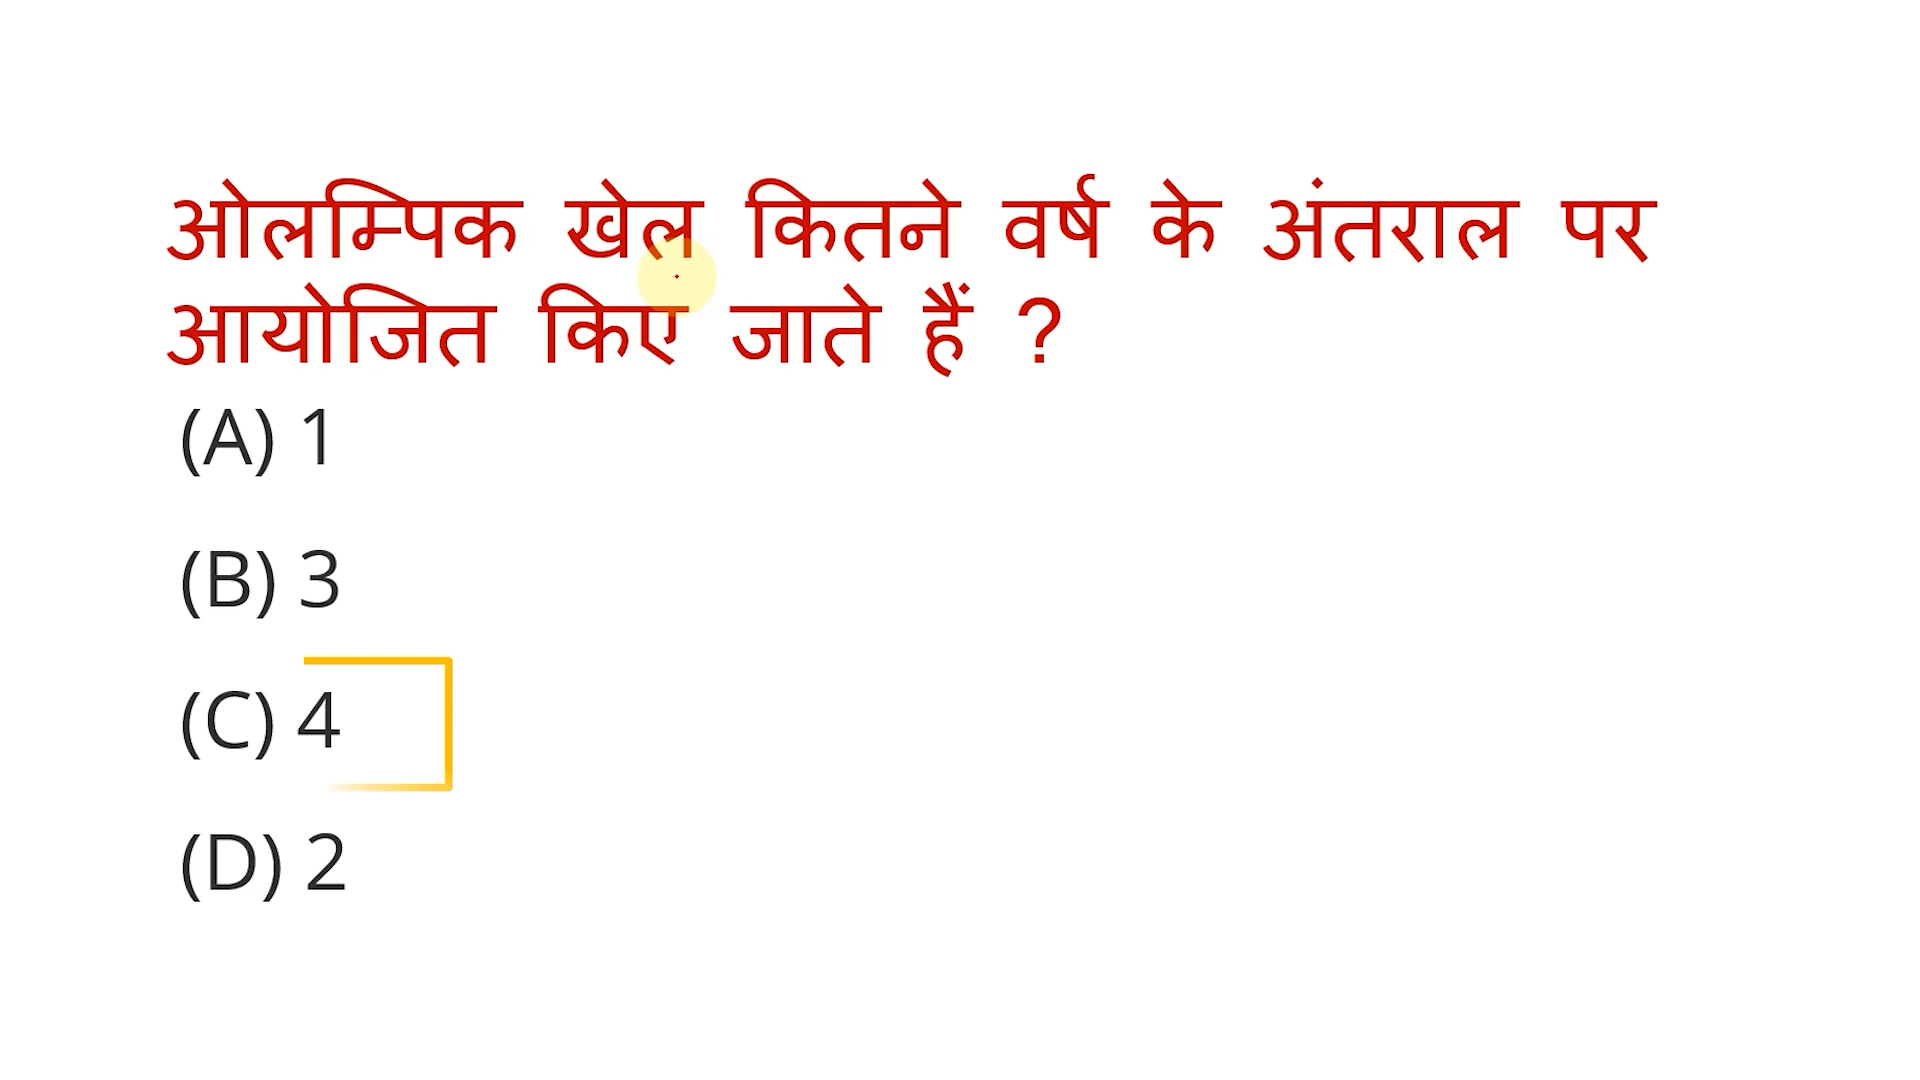 ओलम्पिक खेल कितने वर्ष के अंतराल पर
आयोजित किए जाते हैं ?
(A) 1
(B) 3
(C) 4
(D) 2